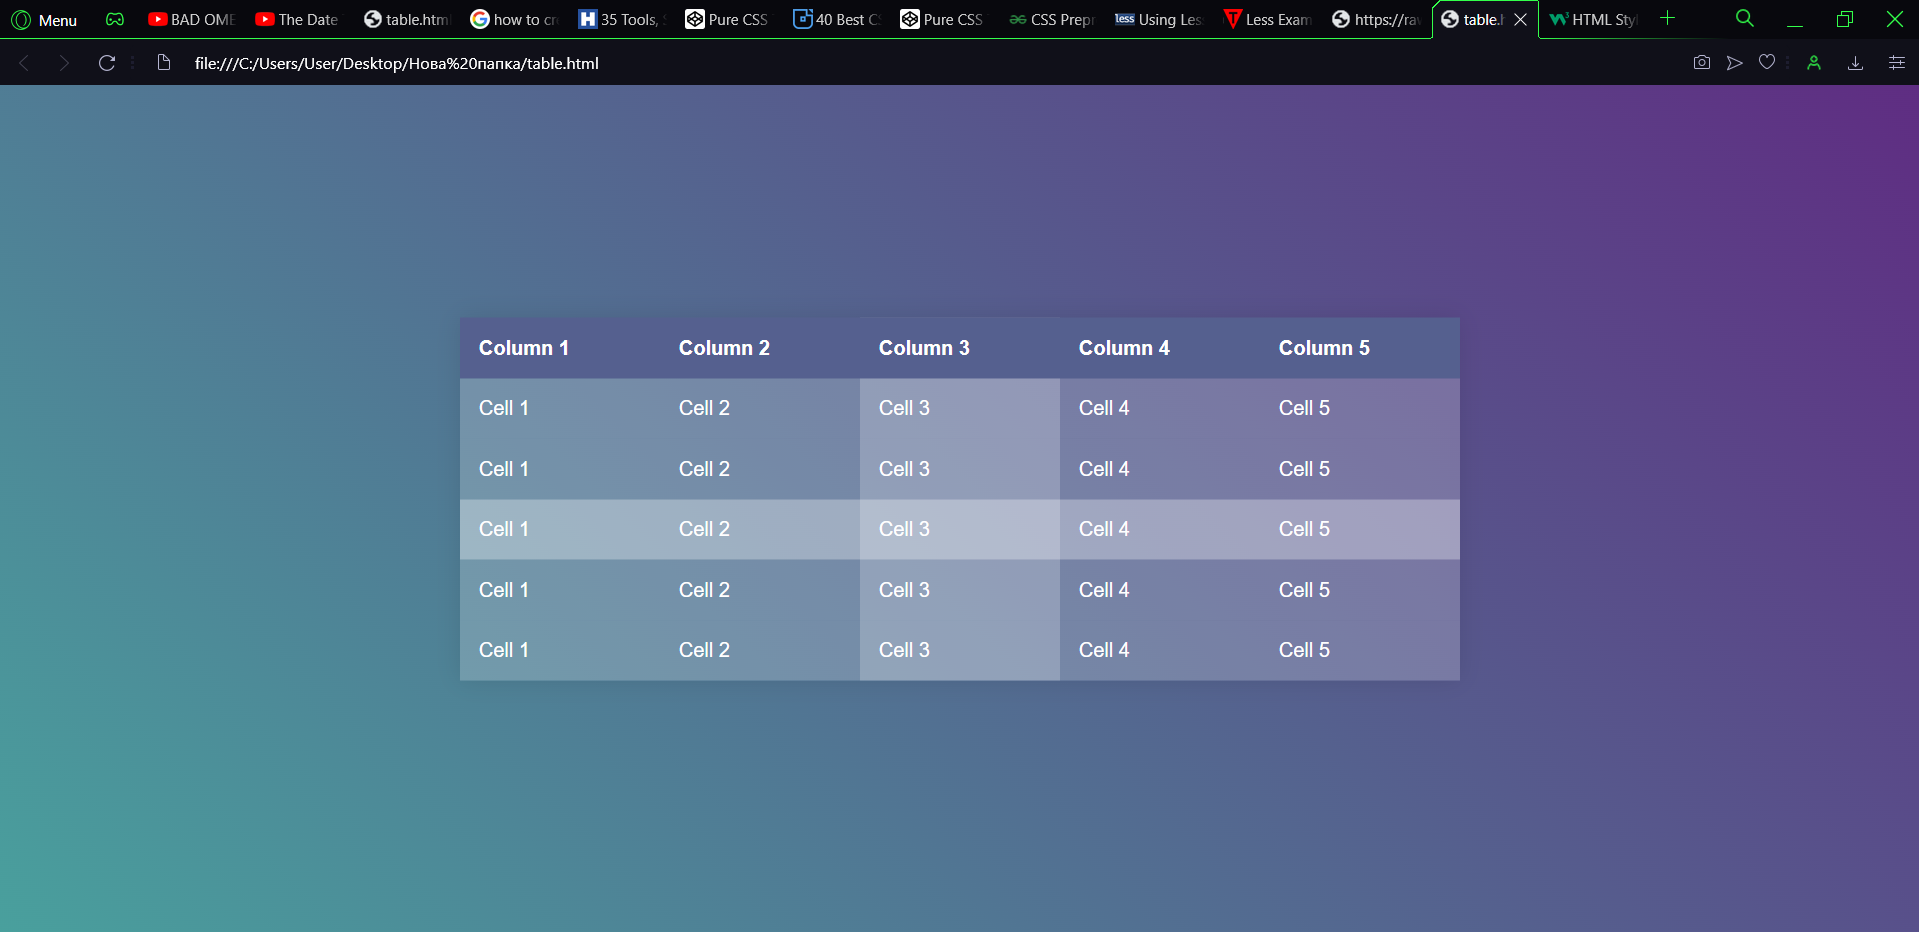 Menu BAD OME The Date table.html how to cr 35 Tools, Pure CSS 40 Best CS Pure CSS CSS Prepr less Using Les Less Exam https://rav table.h HTML Sty
file:///C:/Users/User/Desktop/Нова%20папка/table.html
Column 1 Column 2 Column 3 Column 4 Column 5
Cell 1 Cell 2 Cell 3 Cell 4 Cell 5
Cell 1 Cell 2 Cell 3 Cell 4 Cell 5
Cell 1 Cell 2 Cell 3 Cell 4 Cell 5
Cell 1 Cell 2 Cell 3 Cell 4 Cell 5
Cell 1 Cell 2 Cell 3 Cell 4 Cell 5